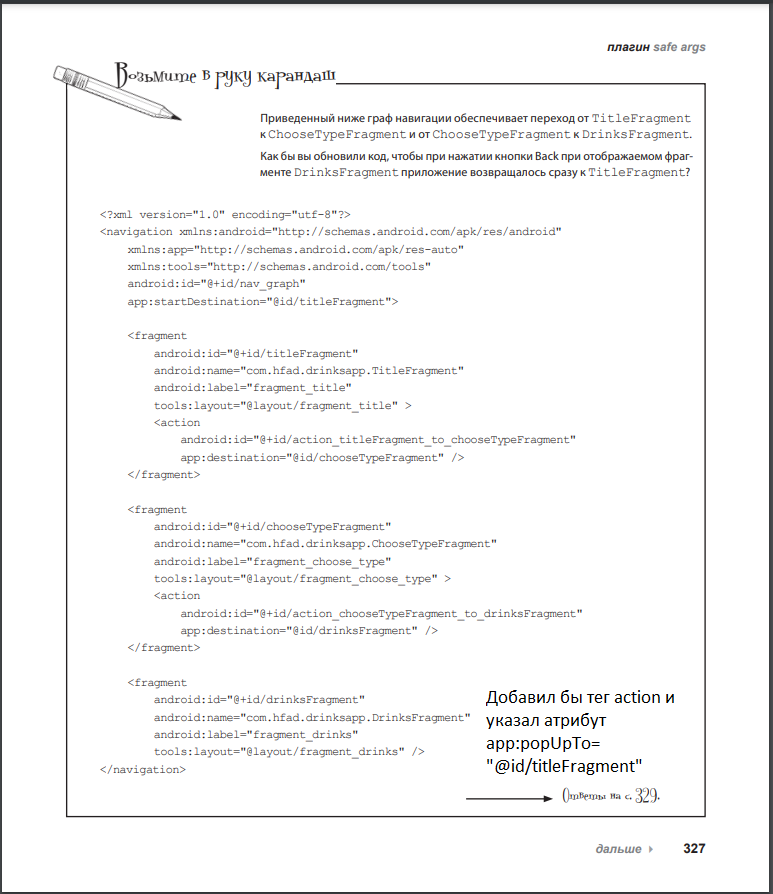 плагин safe args
Возьмите в руку карандаш
Приведенный ниже граф навигации обеспечивает переход от TitleFragment
к ChooseTypeFragment и от ChooseTypeFragment к DrinksFragment.
Как бы вы обновили код, чтобы при нажатии кнопки Back при отображаемом фраг-
менте DrinksFragment приложение возвращалось сразу к TitleFragment?
<?xml version="1.0" encoding="utf-8"?>
<navigation xmlns:android="http://schemas.android.com/apk/res/android"
xmlns:app="http://schemas.android.com/apk/res-auto"
xmlns:tools="http://schemas.android.com/tools"
android:id="@+id/nav_graph"
app:startDestination="@id/titleFragment">
<fragment
android:id="@+id/titleFragment"
android:name="com.hfad.drinksapp.TitleFragment"
android:label="fragment_title"
tools:layout="@layout/fragment_title" >
<action
android:id="@+id/action_titleFragment_to_chooseTypeFragment"
app:destination="@id/chooseTypeFragment" />
</fragment>
<fragment
android:id="@+id/chooseTypeFragment"
android:name="com.hfad.drinksapp.ChooseTypeFragment"
android:label="fragment_choose_type"
tools:layout="@layout/fragment_choose_type" >
<action
android:id="@+id/action_chooseTypeFragment_to_drinksFragment"
app:destination="@id/drinksFragment" />
</fragment>
<fragment
android:id="@+id/drinksFragment"
android:name="com.hfad.drinksapp.DrinksFragment"
android:label="fragment_drinks"
tools:layout="@layout/fragment_drinks" />
</navigation>
Добавил бы тег action и
указал атрибут
app:popUpTo=
"@id/titleFragment"
Ответы на с. 329.
дальше
327